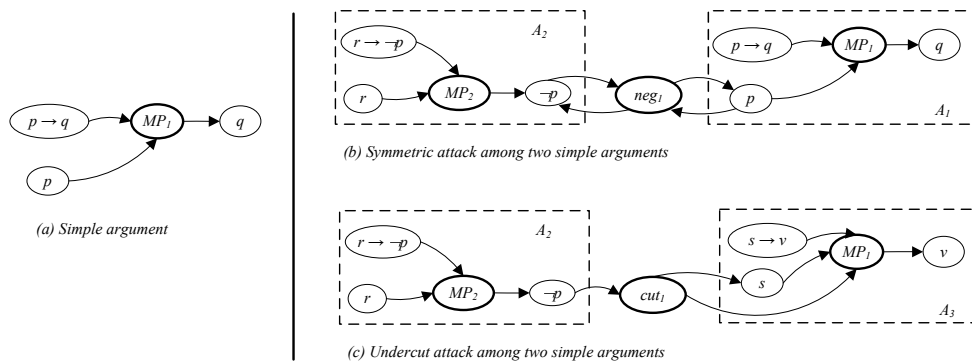 p → q
MP1
q
p
(a) Simple argument
A2
r → ¬p
r
MP2
¬p
neg1
p → q
MP1
q
p
A1
(b) Symmetric attack among two simple arguments
A2
r → ¬p
r
MP2
¬p
cut1
s → v
MP1
v
s
A3
(c) Undercut attack among two simple arguments